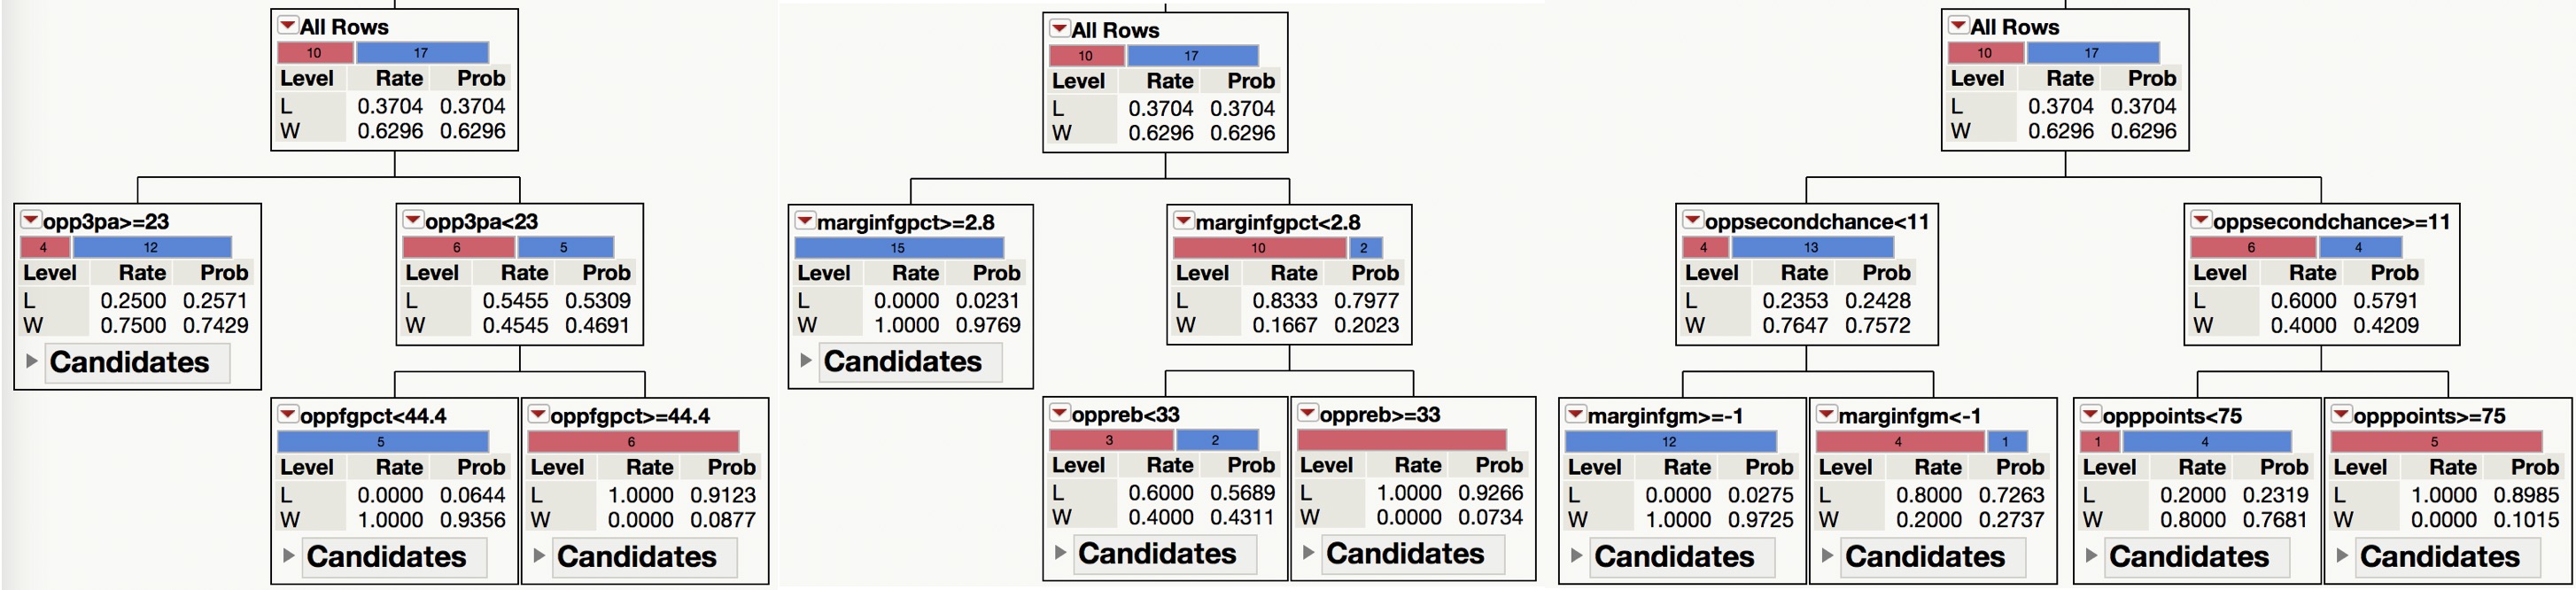 All Rows
10 17
Level Rate Prob
L 0.3704 0.3704
W 0.6296 0.6296
opp3pa>=23
4 12
Level Rate Prob
L 0.2500 0.2571
W 0.7500 0.7429
Candidates
opp3pa<23
6 5
Level Rate Prob
L 0.5455 0.5309
W 0.4545 0.4691
oppfgpct<44.4
5
Level Rate Prob
L 0.0000 0.0644
W 1.0000 0.9356
Candidates
oppfgpct>=44.4
6
Level Rate Prob
L 1.0000 0.9123
W 0.0000 0.0877
Candidates
All Rows
10 17
Level Rate Prob
L 0.3704 0.3704
W 0.6296 0.6296
marginfgpct>=2.8
15
Level Rate Prob
L 0.0000 0.0231
W 1.0000 0.9769
Candidates
marginfgpct<2.8
10 2
Level Rate Prob
L 0.8333 0.7977
W 0.1667 0.2023
oppreb<33
3 2
Level Rate Prob
L 0.6000 0.5689
W 0.4000 0.4311
Candidates
oppreb>=33
Level Rate Prob
L 1.0000 0.9266
W 0.0000 0.0734
Candidates
All Rows
10 17
Level Rate Prob
L 0.3704 0.3704
W 0.6296 0.6296
oppsecondchance<11
4 13
Level Rate Prob
L 0.2353 0.2428
W 0.7647 0.7572
oppsecondchance>=11
6 4
Level Rate Prob
L 0.6000 0.5791
W 0.4000 0.4209
marginfgm>=-1
12
Level Rate Prob
L 0.0000 0.0275
W 1.0000 0.9725
Candidates
marginfgm<-1
4 1
Level Rate Prob
L 0.8000 0.7263
W 0.2000 0.2737
Candidates
opppoints<75
1 4
Level Rate Prob
L 0.2000 0.2319
W 0.8000 0.7681
Candidates
opppoints>=75
5
Level Rate Prob
L 1.0000 0.8985
W 0.0000 0.1015
Candidates